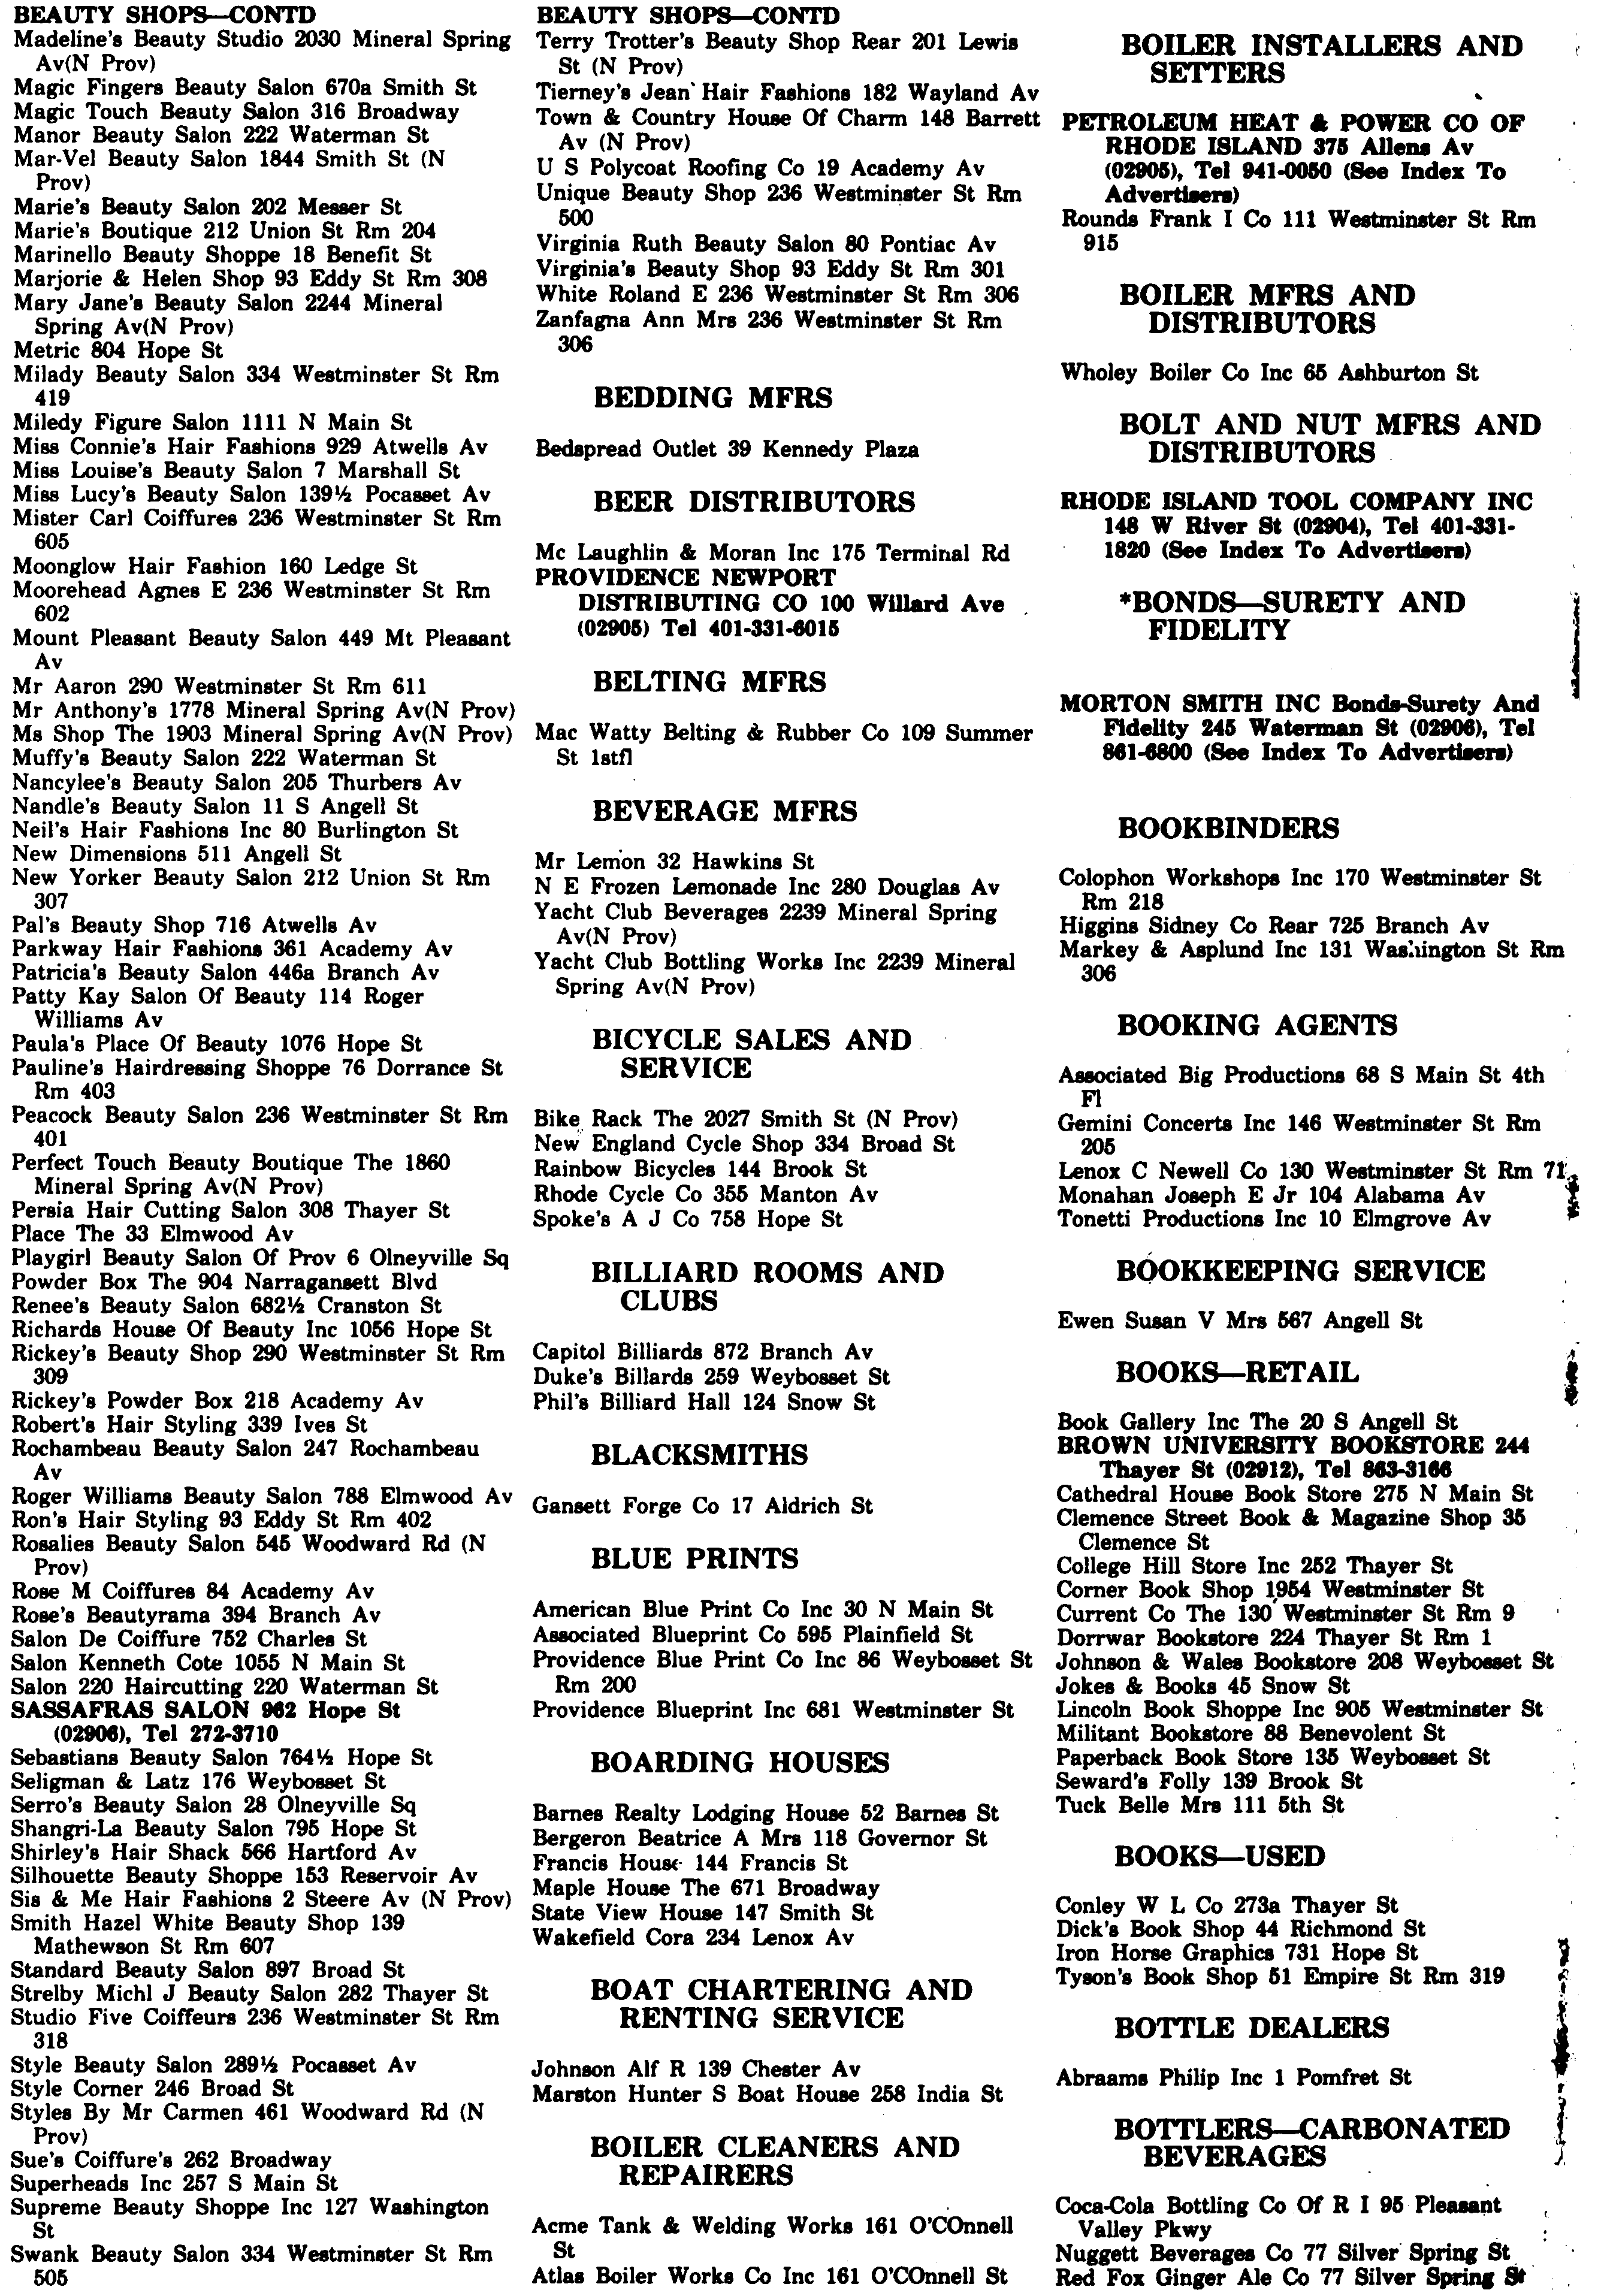 BEAUTY SHOPS—CONTD
Madeline's Beauty Studio 2030 Mineral Spring
Av(N Prov)
Magic Fingers Beauty Salon 670a Smith St
Magic Touch Beauty Salon 316 Broadway
Manor Beauty Salon 222 Waterman St
Mar-Vel Beauty Salon 1844 Smith St (N
Prov)
Marie's Beauty Salon 202 Messer St
Marie's Boutique 212 Union St Rm 204
Marinello Beauty Shoppe 18 Benefit St
Marjorie & Helen Shop 93 Eddy St Rm 308
Mary Jane's Beauty Salon 2244 Mineral
Spring Av(N Prov)
Metric 804 Hope St
Milady Beauty Salon 334 Westminster St Rm
419
Miledy Figure Salon 1111 N Main St
Miss Connie's Hair Fashions 929 Atwells Av
Miss Louise's Beauty Salon 7 Marshall St
Miss Lucy's Beauty Salon 139½ Pocasset Av
Mister Carl Coiffures 236 Westminster St Rm
605
Moonglow Hair Fashion 160 Ledge St
Moorehead Agnes E 236 Westminster St Rm
602
Mount Pleasant Beauty Salon 449 Mt Pleasant
Av
Mr Aaron 290 Westminster St Rm 611
Mr Anthony's 1778 Mineral Spring Av(N Prov)
Ms Shop The 1903 Mineral Spring Av(N Prov)
Muffy's Beauty Salon 222 Waterman St
Nancylee's Beauty Salon 205 Thurbers Av
Nandle's Beauty Salon 11 S Angell St
Neil's Hair Fashions Inc 80 Burlington St
New Dimensions 511 Angell St
New Yorker Beauty Salon 212 Union St Rm
307
Pal's Beauty Shop 716 Atwells Av
Parkway Hair Fashions 361 Academy Av
Patricia's Beauty Salon 446a Branch Av
Patty Kay Salon Of Beauty 114 Roger
Williams Av
Paula's Place Of Beauty 1076 Hope St
Pauline's Hairdressing Shoppe 76 Dorrance St
Rm 403
Peacock Beauty Salon 236 Westminster St Rm
401
Perfect Touch Beauty Boutique The 1860
Mineral Spring Av(N Prov)
Persia Hair Cutting Salon 308 Thayer St
Place The 33 Elmwood Av
Playgirl Beauty Salon Of Prov 6 Olneyville Sq
Powder Box The 904 Narragansett Blvd
Renee's Beauty Salon 682½ Cranston St
Richards House Of Beauty Inc 1056 Hope St
Rickey's Beauty Shop 290 Westminster St Rm
309
Rickey's Powder Box 218 Academy Av
Robert's Hair Styling 339 Ives St
Rochambeau Beauty Salon 247 Rochambeau
Av
Roger Williams Beauty Salon 788 Elmwood Av
Ron's Hair Styling 93 Eddy St Rm 402
Rosalies Beauty Salon 545 Woodward Rd (N
Prov)
Rose M Coiffures 84 Academy Av
Rose's Beautyrama 394 Branch Av
Salon De Coiffure 752 Charles St
Salon Kenneth Cote 1055 N Main St
Salon 220 Haircutting 220 Waterman St
SASSAFRAS SALON 962 Hope St
(02906), Tel 272-3710
Sebastians Beauty Salon 764½ Hope St
Seligman & Latz 176 Weybosset St
Serro's Beauty Salon 28 Olneyville Sq
Shangri-La Beauty Salon 795 Hope St
Shirley's Hair Shack 566 Hartford Av
Silhouette Beauty Shoppe 153 Reservoir Av
Sis & Me Hair Fashions 2 Steere Av (N Prov)
Smith Hazel White Beauty Shop 139
Mathewson St Rm 607
Standard Beauty Salon 897 Broad St
Strelby Michl J Beauty Salon 282 Thayer St
Studio Five Coiffeurs 236 Westminster St Rm
318
Style Beauty Salon 289½ Pocasset Av
Style Corner 246 Broad St
Styles By Mr Carmen 461 Woodward Rd (N
Prov)
Sue's Coiffure's 262 Broadway
Superheads Inc 257 S Main St
Supreme Beauty Shoppe Inc 127 Washington
St
Swank Beauty Salon 334 Westminster St Rm
505
BEAUTY SHOPS—CONTD
Terry Trotter's Beauty Shop Rear 201 Lewis
St (N Prov)
Tierney's Jean Hair Fashions 182 Wayland Av
Town & Country House Of Charm 148 Barrett
Av (N Prov)
U S Polycoat Roofing Co 19 Academy Av
Unique Beauty Shop 236 Westminster St Rm
500
Virginia Ruth Beauty Salon 80 Pontiac Av
Virginia's Beauty Shop 93 Eddy St Rm 301
White Roland E 236 Westminster St Rm 306
Zanfagna Ann Mrs 236 Westminster St Rm
306
BEDDING MFRS
Bedspread Outlet 39 Kennedy Plaza
BEER DISTRIBUTORS
Mc Laughlin & Moran Inc 175 Terminal Rd
PROVIDENCE NEWPORT
DISTRIBUTING CO 100 Willard Ave
(02905) Tel 401-331-6015
BELTING MFRS
Mac Watty Belting & Rubber Co 109 Summer
St 1stfl
BEVERAGE MFRS
Mr Lemon 32 Hawkins St
N E Frozen Lemonade Inc 280 Douglas Av
Yacht Club Beverages 2239 Mineral Spring
Av(N Prov)
Yacht Club Bottling Works Inc 2239 Mineral
Spring Av(N Prov)
BICYCLE SALES AND
SERVICE
Bike Rack The 2027 Smith St (N Prov)
New England Cycle Shop 334 Broad St
Rainbow Bicycles 144 Brook St
Rhode Cycle Co 355 Manton Av
Spoke's A J Co 758 Hope St
BILLIARD ROOMS AND
CLUBS
Capitol Billiards 872 Branch Av
Duke's Billards 259 Weybosset St
Phil's Billiard Hall 124 Snow St
BLACKSMITHS
Gansett Forge Co 17 Aldrich St
BLUE PRINTS
American Blue Print Co Inc 30 N Main St
Associated Blueprint Co 595 Plainfield St
Providence Blue Print Co Inc 86 Weybosset St
Rm 200
Providence Blueprint Inc 681 Westminster St
BOARDING HOUSES
Barnes Realty Lodging House 52 Barnes St
Bergeron Beatrice A Mrs 118 Governor St
Francis House 144 Francis St
Maple House The 671 Broadway
State View House 147 Smith St
Wakefield Cora 234 Lenox Av
BOAT CHARTERING AND
RENTING SERVICE
Johnson Alf R 139 Chester Av
Marston Hunter S Boat House 258 India St
BOILER CLEANERS AND
REPAIRERS
Acme Tank & Welding Works 161 O'COnnell
St
Atlas Boiler Works Co Inc 161 O'COnnell St
BOILER INSTALLERS AND
SETTERS
PETROLEUM HEAT & POWER CO OF
RHODE ISLAND 375 Allens Av
(02905), Tel 941-0050 (See Index To
Advertisers)
Rounds Frank I Co 111 Westminster St Rm
915
BOILER MFRS AND
DISTRIBUTORS
Wholey Boiler Co Inc 65 Ashburton St
BOLT AND NUT MFRS AND
DISTRIBUTORS
RHODE ISLAND TOOL COMPANY INC
148 W River St (02904), Tel 401-331-
1820 (See Index To Advertisers)
*BONDS—SURETY AND
FIDELITY
MORTON SMITH INC Bonds-Surety And
Fidelity 245 Waterman St (02906), Tel
861-6800 (See Index To Advertisers)
BOOKBINDERS
Colophon Workshops Inc 170 Westminster St
Rm 218
Higgins Sidney Co Rear 725 Branch Av
Markey & Asplund Inc 131 Washington St Rm
306
BOOKING AGENTS
Associated Big Productions 68 S Main St 4th
Fl
Gemini Concerts Inc 146 Westminster St Rm
205
Lenox C Newell Co 130 Westminster St Rm
Monahan Joseph E Jr 104 Alabama Av
Tonetti Productions Inc 10 Elmgrove Av
BOOKKEEPING SERVICE
Ewen Susan V Mrs 567 Angell St
BOOKS—RETAIL
Book Gallery Inc The 20 S Angell St
BROWN UNIVERSITY BOOKSTORE 244
Thayer St (02912), Tel 863-3166
Cathedral House Book Store 275 N Main St
Clemence Street Book & Magazine Shop 35
Clemence St
College Hill Store Inc 252 Thayer St
Corner Book Shop 1954 Westminster St
Current Co The 130 Westminster St Rm 9
Dorrwar Bookstore 224 Thayer St Rm 1
Johnson & Wales Bookstore 208 Weybosset St
Jokes & Books 45 Snow St
Lincoln Book Shoppe Inc 905 Westminster St
Militant Bookstore 88 Benevolent St
Paperback Book Store 135 Weybosset St
Seward's Folly 139 Brook St
Tuck Belle Mrs 111 5th St
BOOKS—USED
Conley W L Co 273a Thayer St
Dick's Book Shop 44 Richmond St
Iron Horse Graphics 731 Hope St
Tyson's Book Shop 51 Empire St Rm 319
BOTTLE DEALERS
Abraams Philip Inc 1 Pomfret St
BOTTLERS—CARBONATED
BEVERAGES
Coca-Cola Bottling Co Of R I 95 Pleasant
Valley Pkwy
Nuggett Beverages Co 77 Silver Spring St
Red Fox Ginger Ale Co 77 Silver Spring St